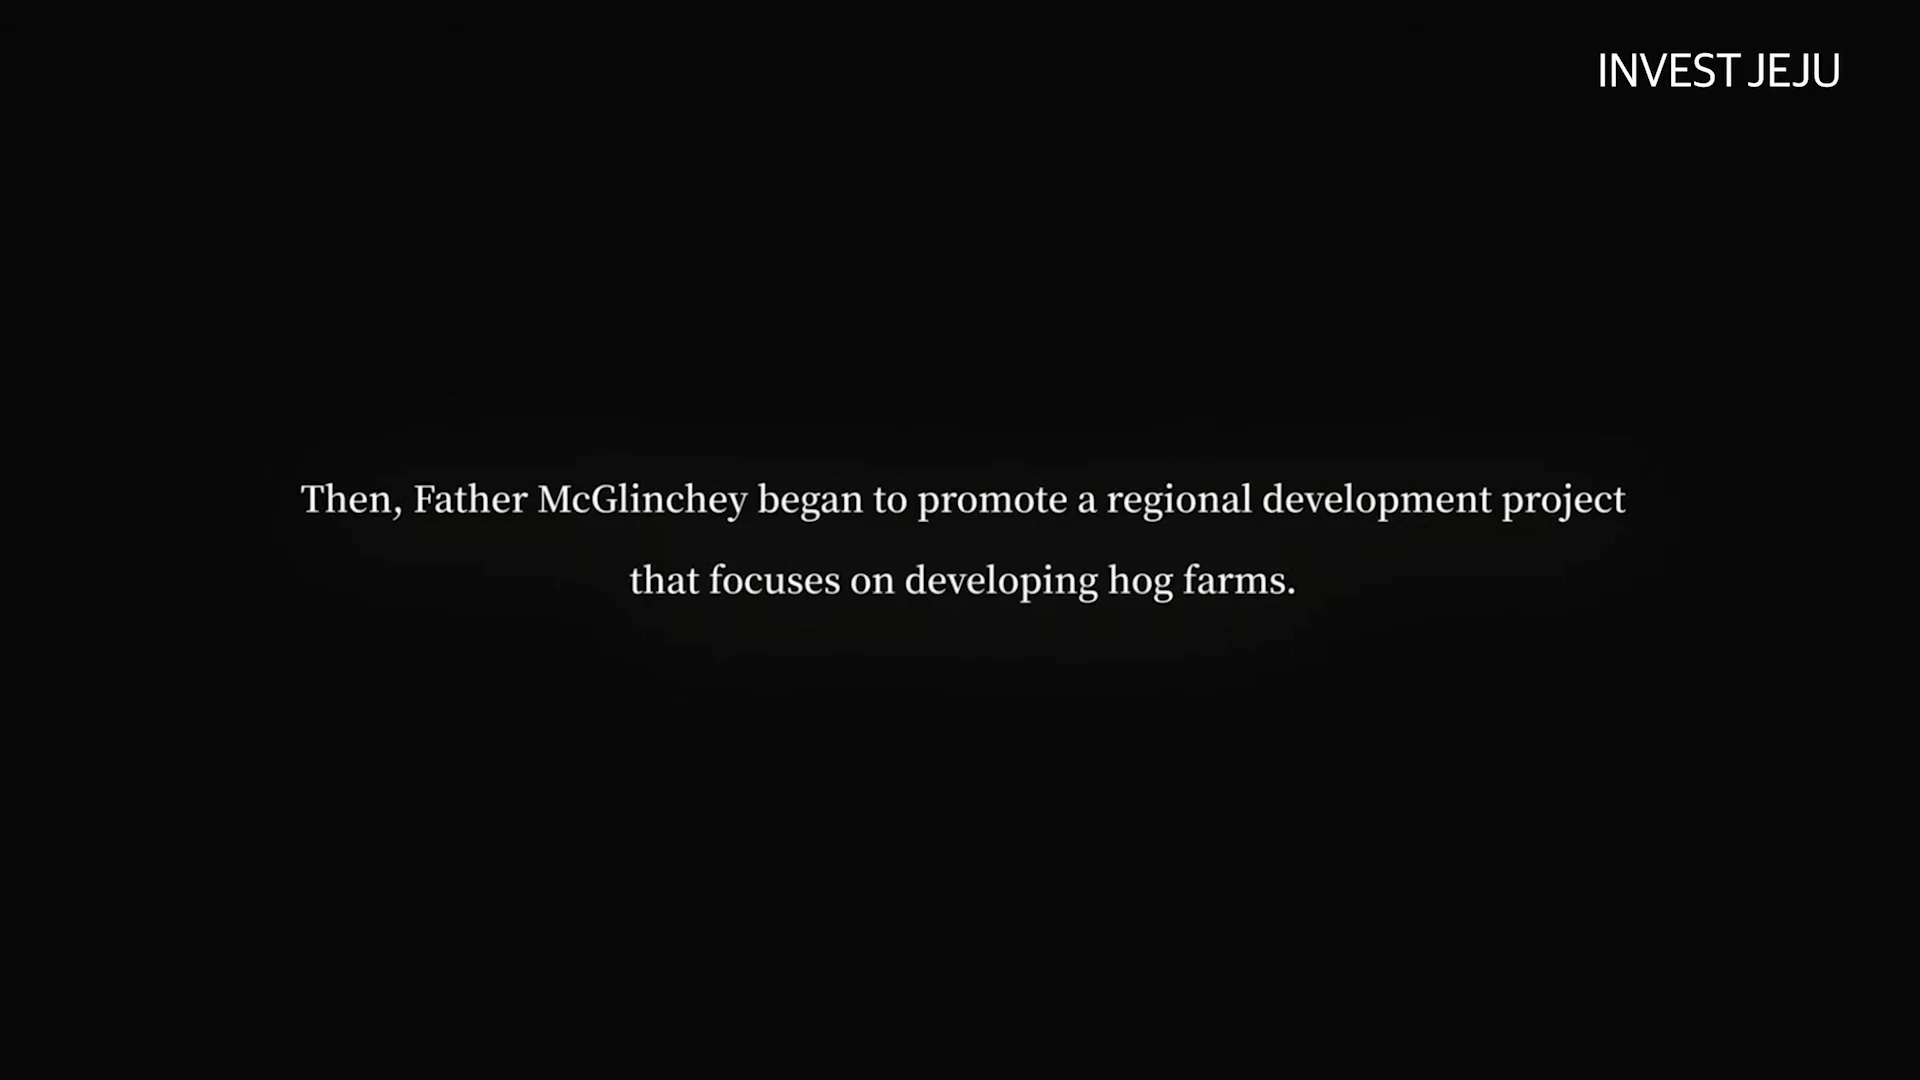 INVEST JEJU
Then, Father McGlinchey began to promote a regional development project
that focuses on developing hog farms.